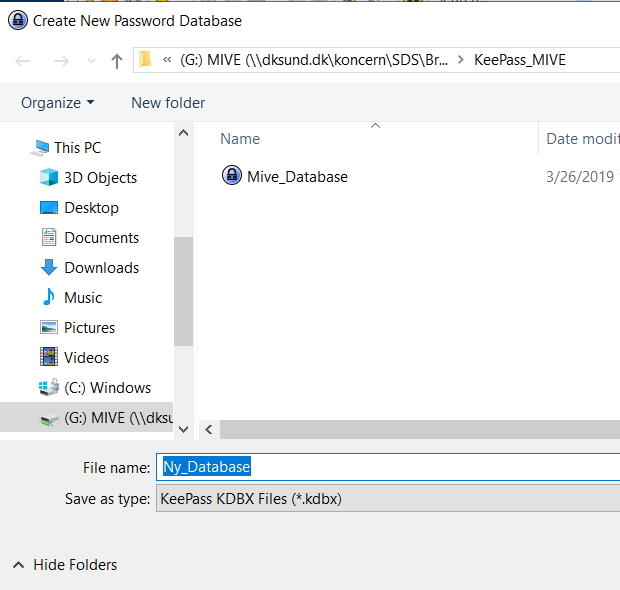 Create New Password Database
« (G:) MIVE (\\dksund.dk\koncern\SDS\Br... > KeePass_MIVE
Organize New folder
Name Date modif
This PC
3D Objects
Mive_Database 3/26/2019
Desktop
Documents
Downloads
Music
Pictures
Videos
(C:) Windows
(G:) MIVE (\\dksu
File name: Ny_Database
Save as type: KeePass KDBX Files (*.kdbx)
Hide Folders